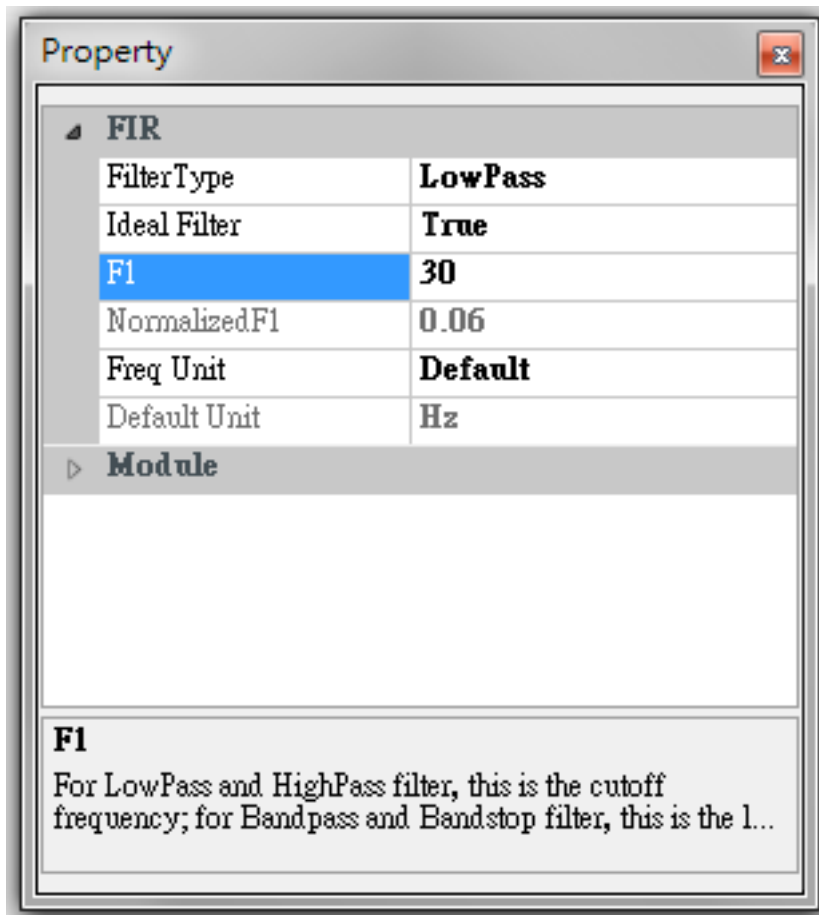 Property
FIR
FilterType LowPass
Ideal Filter True
F1 30
NormalizedF1 0.06
Freq Unit Default
Default Unit Hz
Module
F1
For LowPass and HighPass filter, this is the cutoff
frequency; for Bandpass and Bandstop filter, this is the l...